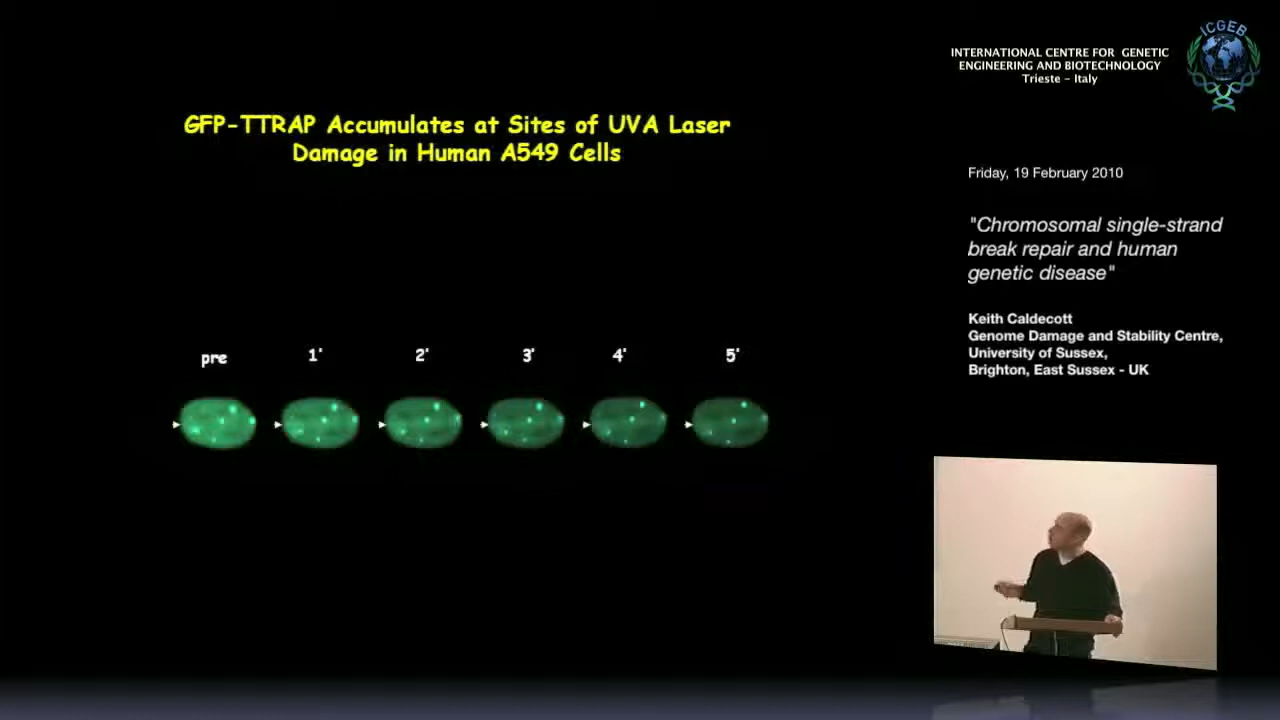 GFP-TTRAP Accumulates at Sites of UVA Laser
Damage in Human A549 Cells
pre 1' 2' 3' 4' 5'
ICGEB
INTERNATIONAL CENTRE FOR GENETIC
ENGINEERING AND BIOTECHNOLOGY
Trieste - Italy
Friday, 19 February 2010
"Chromosomal single-strand
break repair and human
genetic disease"
Keith Caldecott
Genome Damage and Stability Centre,
University of Sussex,
Brighton, East Sussex - UK